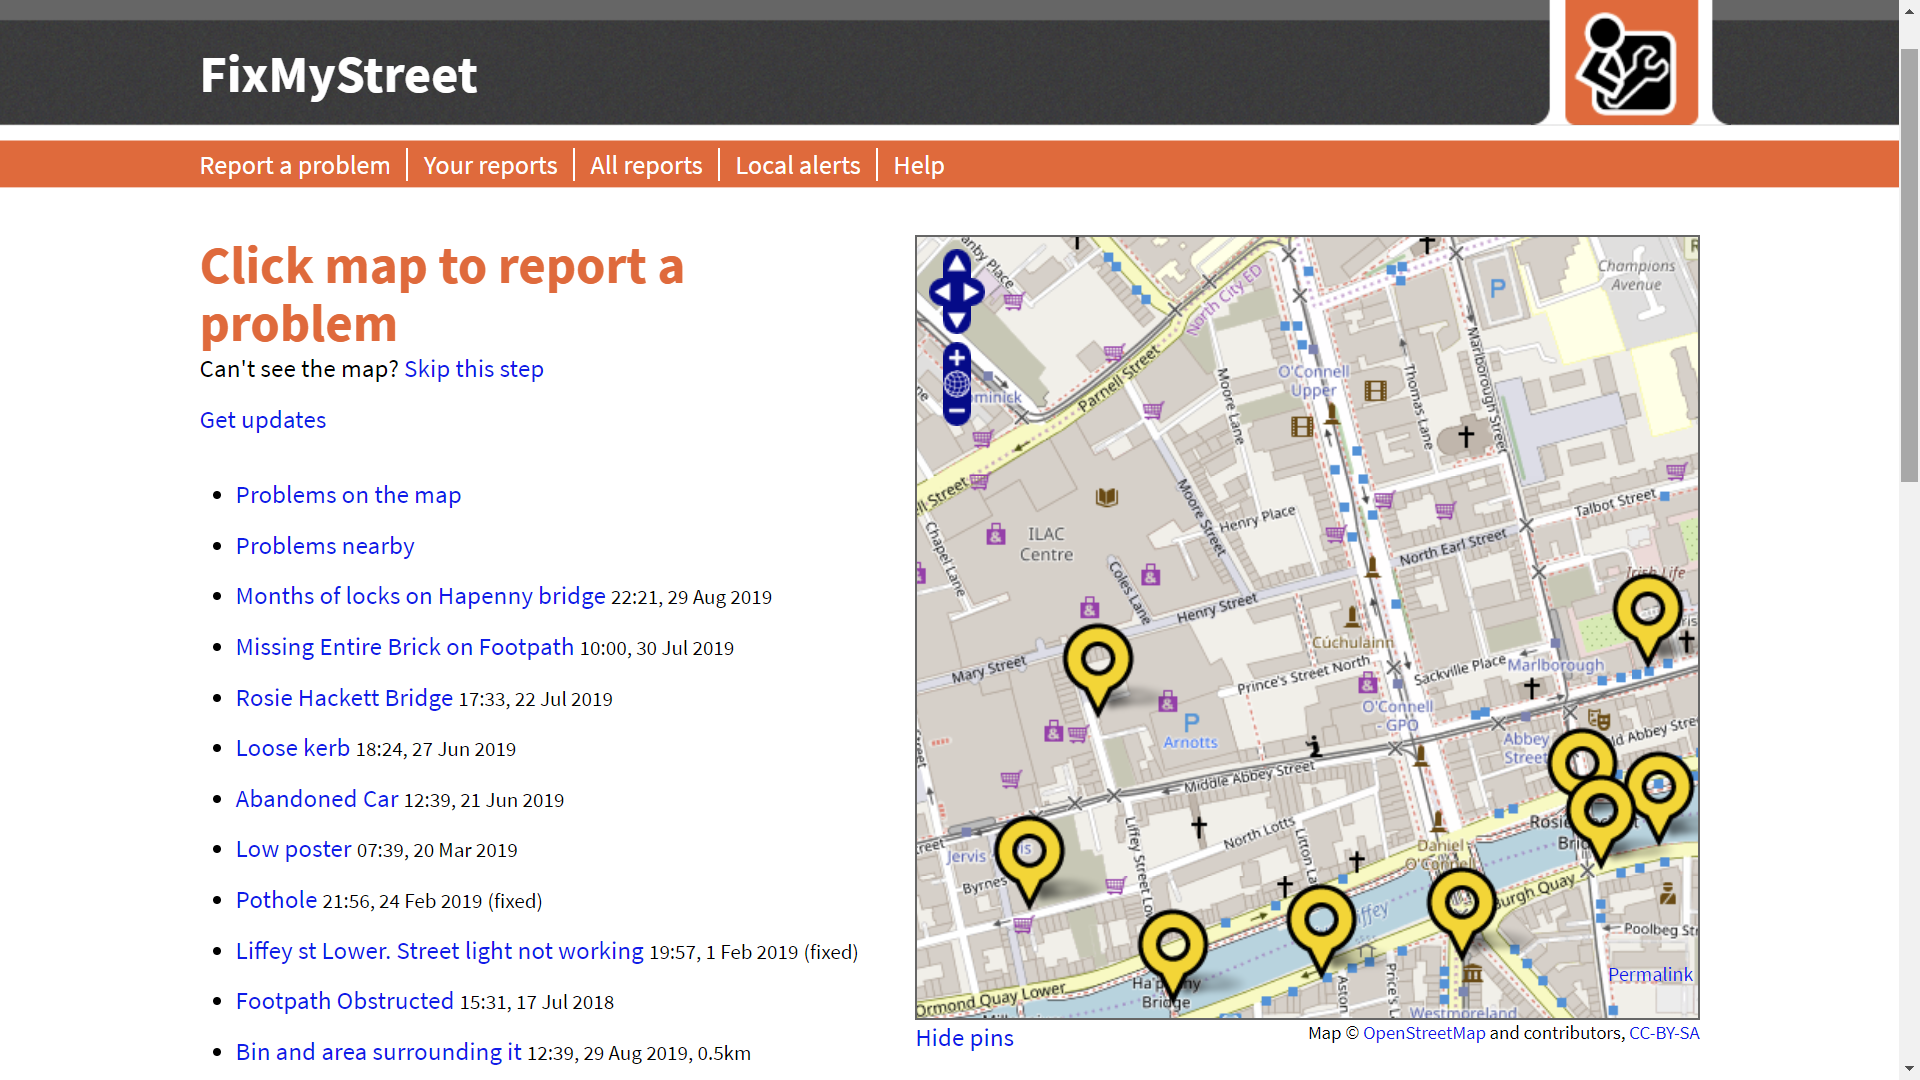 FixMyStreet
Report a problem
Your reports
All reports
Local alerts
Help
Click map to report a
problem
Can't see the map? Skip this step
Get updates
Problems on the map
Problems nearby
Months of locks on Hapenny bridge 22:21, 29 Aug 2019
Missing Entire Brick on Footpath 10:00, 30 Jul 2019
Rosie Hackett Bridge 17:33, 22 Jul 2019
Loose kerb 18:24, 27 Jun 2019
Abandoned Car 12:39, 21 Jun 2019
Low poster 07:39, 20 Mar 2019
Pothole 21:56, 24 Feb 2019 (fixed)
Liffey st Lower. Street light not working 19:57, 1 Feb 2019 (fixed)
Footpath Obstructed 15:31, 17 Jul 2018
Bin and area surrounding it 12:39, 29 Aug 2019, 0.5km
Champions
Avenue
North City ED
P
O'Connell
Upper
Parnell Street
Moore Lane
Thomas Lane
Marlborough Street
Talbot Street
Moore Street
Henry Place
North Earl Street
ILAC
Centre
Chapel Lane
Coles Lane
Henry Street
Irish Life
Cúchulainn
Mary Street
Prince's Street North
Sackville Place
Marlborough
O'Connell
- GPO
P
Arnotts
Abbey
Street
Middle Abbey Street
North Lotts
Daniel
O'Connell
Jervis
Byrnes
Liffey Street Low
Litton La
Liffey
Burgh Quay
Poolbeg Str
Bridge
Ormond Quay Lower
Aston
Price's L
Westmoreland
Permalink
Hide pins
Map © OpenStreetMap and contributors, CC-BY-SA